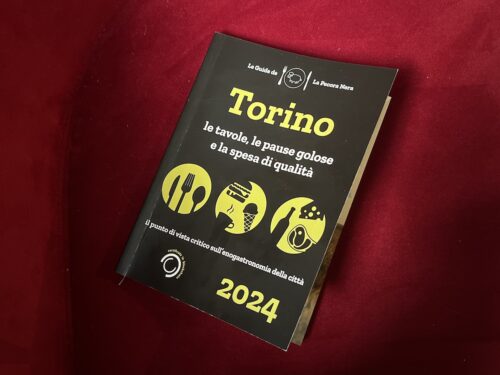 La Guida de La Pecora Nera
Torino
le tavole, le pause golose
e la spesa di qualità
il punto di vista critico sull'enogastronomia della città
2024